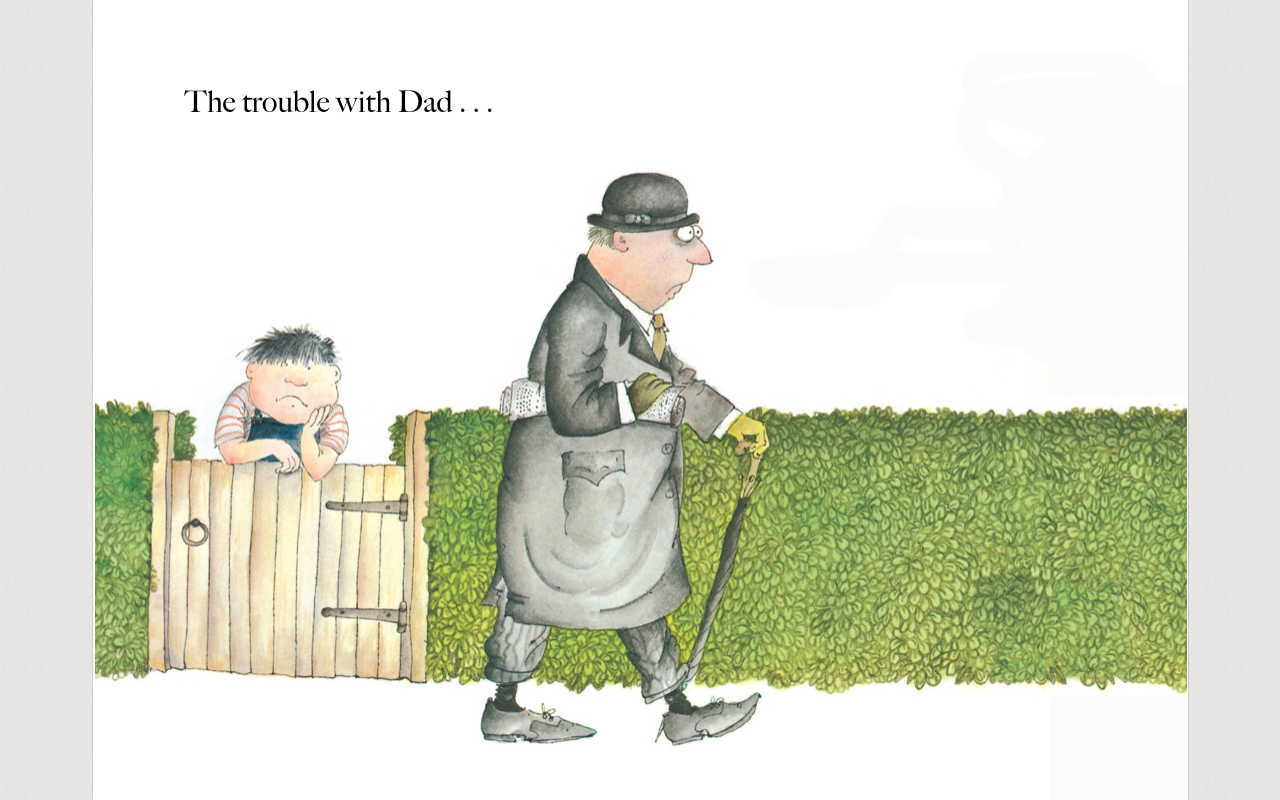 The trouble with Dad . . .